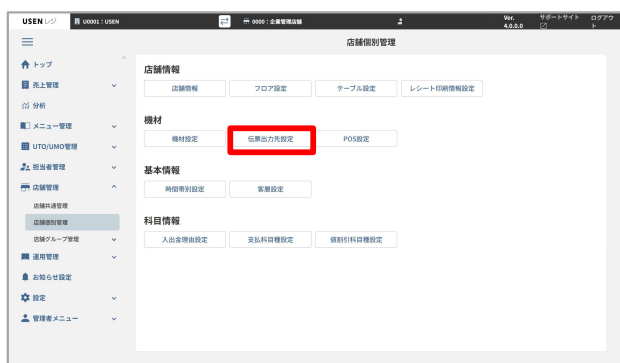 USENレジ U0001：USEN 0000：企業管理店舗 Ver. 4.0.0.0 サポートサイト ログアウト
店舗個別管理
トップ
売上管理
分析
メニュー管理
UTO/UMO管理
担当者管理
店舗管理
店舗共通管理
店舗個別管理
店舗グループ管理
運用管理
お知らせ設定
設定
管理者メニュー
店舗情報
店舗情報 フロア設定 テーブル設定 レシート印刷情報設定
機材
機材設定 伝票出力先設定 POS設定
基本情報
時間帯別設定 客層設定
科目情報
入出金理由設定 支払科目種設定 値割引科目種設定